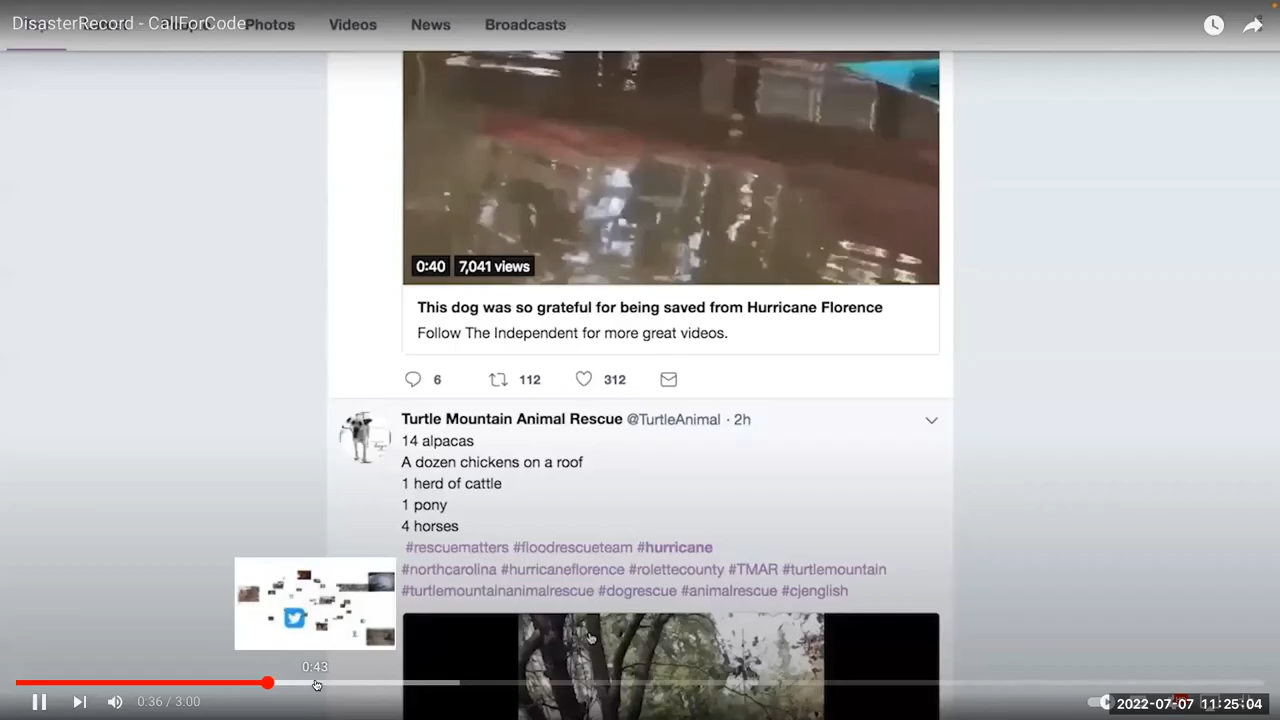 DisasterRecord - CallForCode
Photos
Videos
News
Broadcasts
0:40
7,041 views
This dog was so grateful for being saved from Hurricane Florence
Follow The Independent for more great videos.
6
112
312
Turtle Mountain Animal Rescue @TurtleAnimal · 2h
14 alpacas
A dozen chickens on a roof
1 herd of cattle
1 pony
4 horses
#rescuematters #floodrescueteam #hurricane
#northcarolina #hurricaneflorence #rolettecounty #TMAR #turtlemountain
#turtlemountainanimalrescue #dogrescue #animalrescue #cjenglish
0:43
0:36 / 3:00
2022-07-07 11:25:04